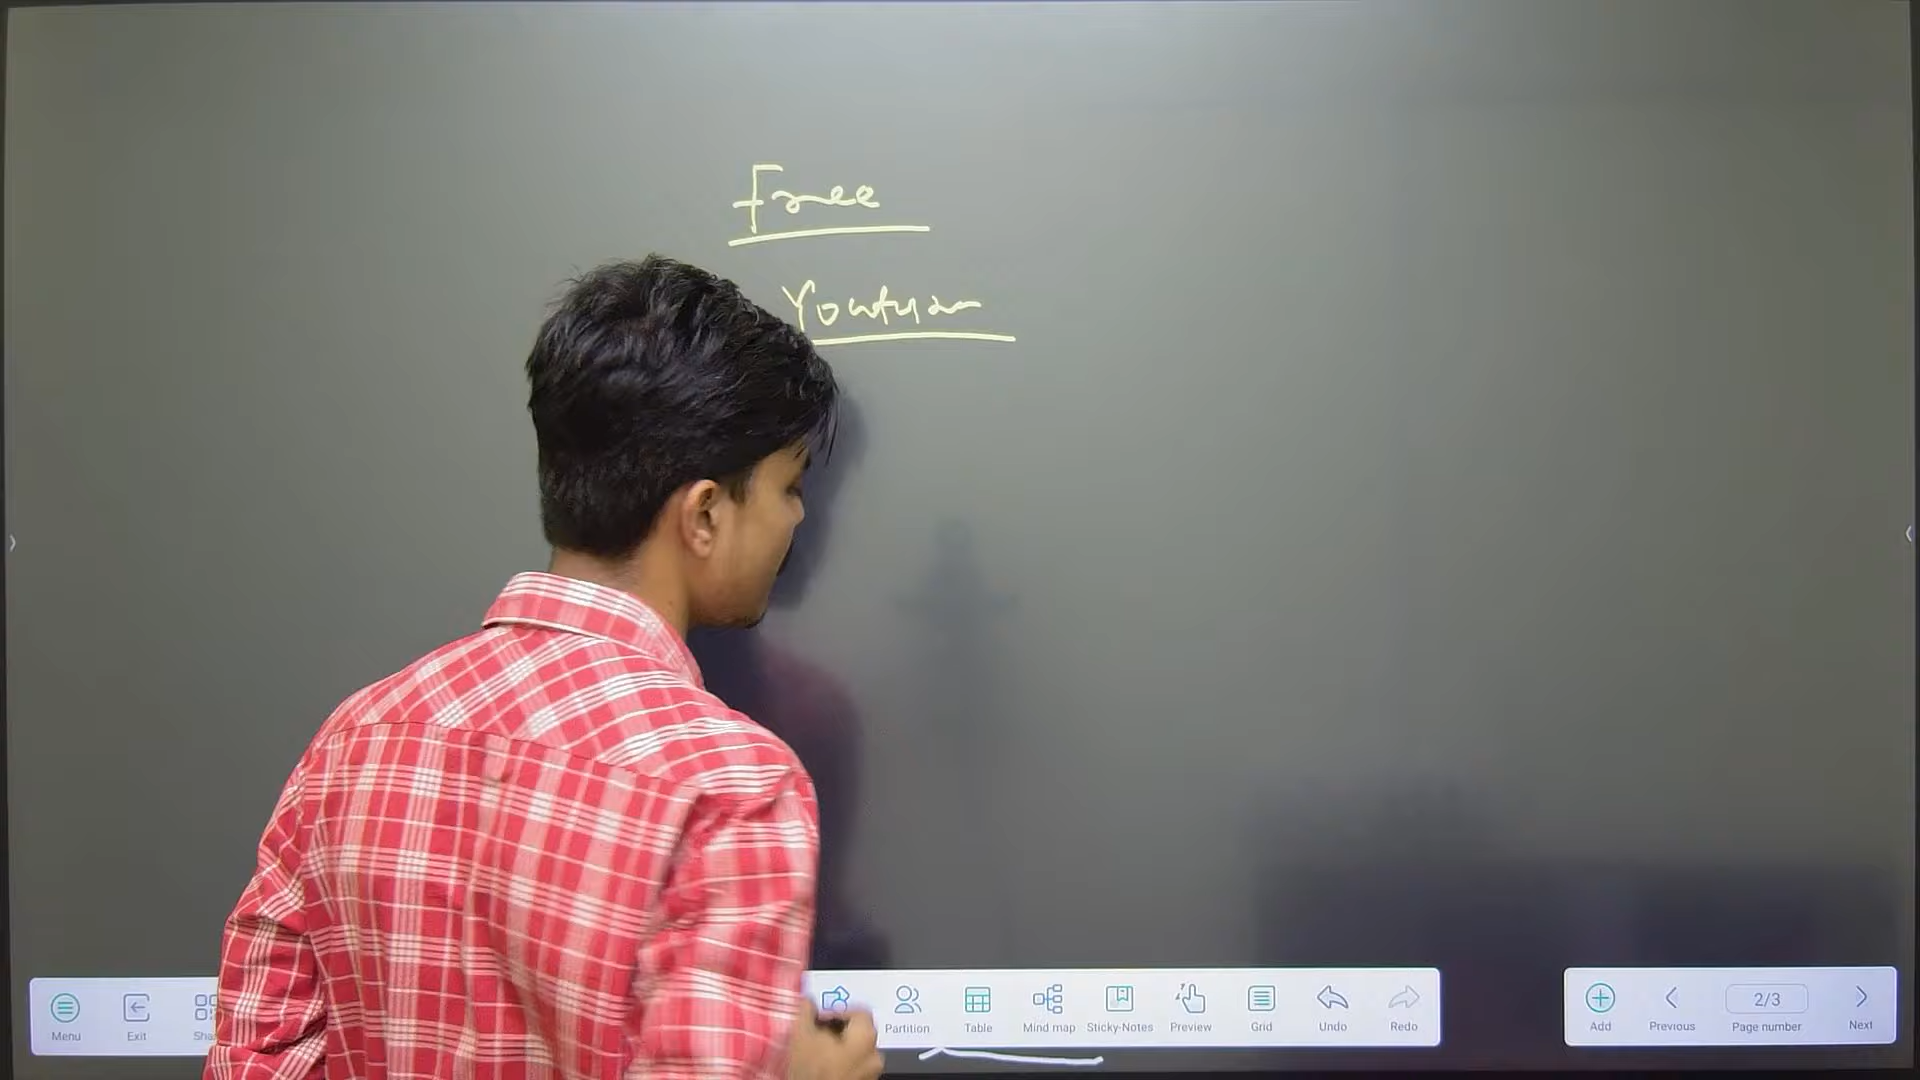 Free
Menu
Exit
Partition
Table
Mind map
Sticky-Notes
Preview
Grid
Undo
Redo
Add
Previous
2/3
Page number
Next